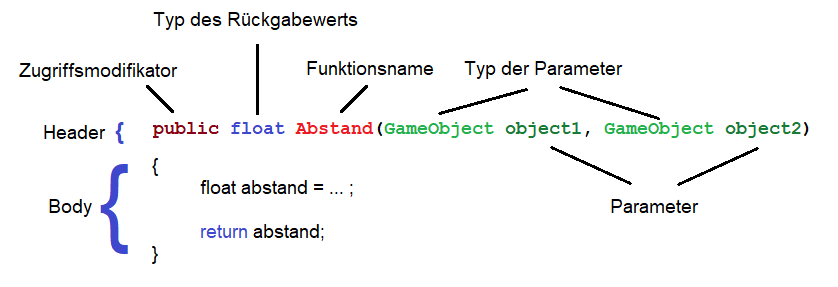 Typ des Rückgabewerts
Zugriffsmodifikator
Funktionsname
Typ der Parameter
Header { public float Abstand(GameObject object1, GameObject object2)
{
float abstand = ... ;
Body {
return abstand;
}
Parameter